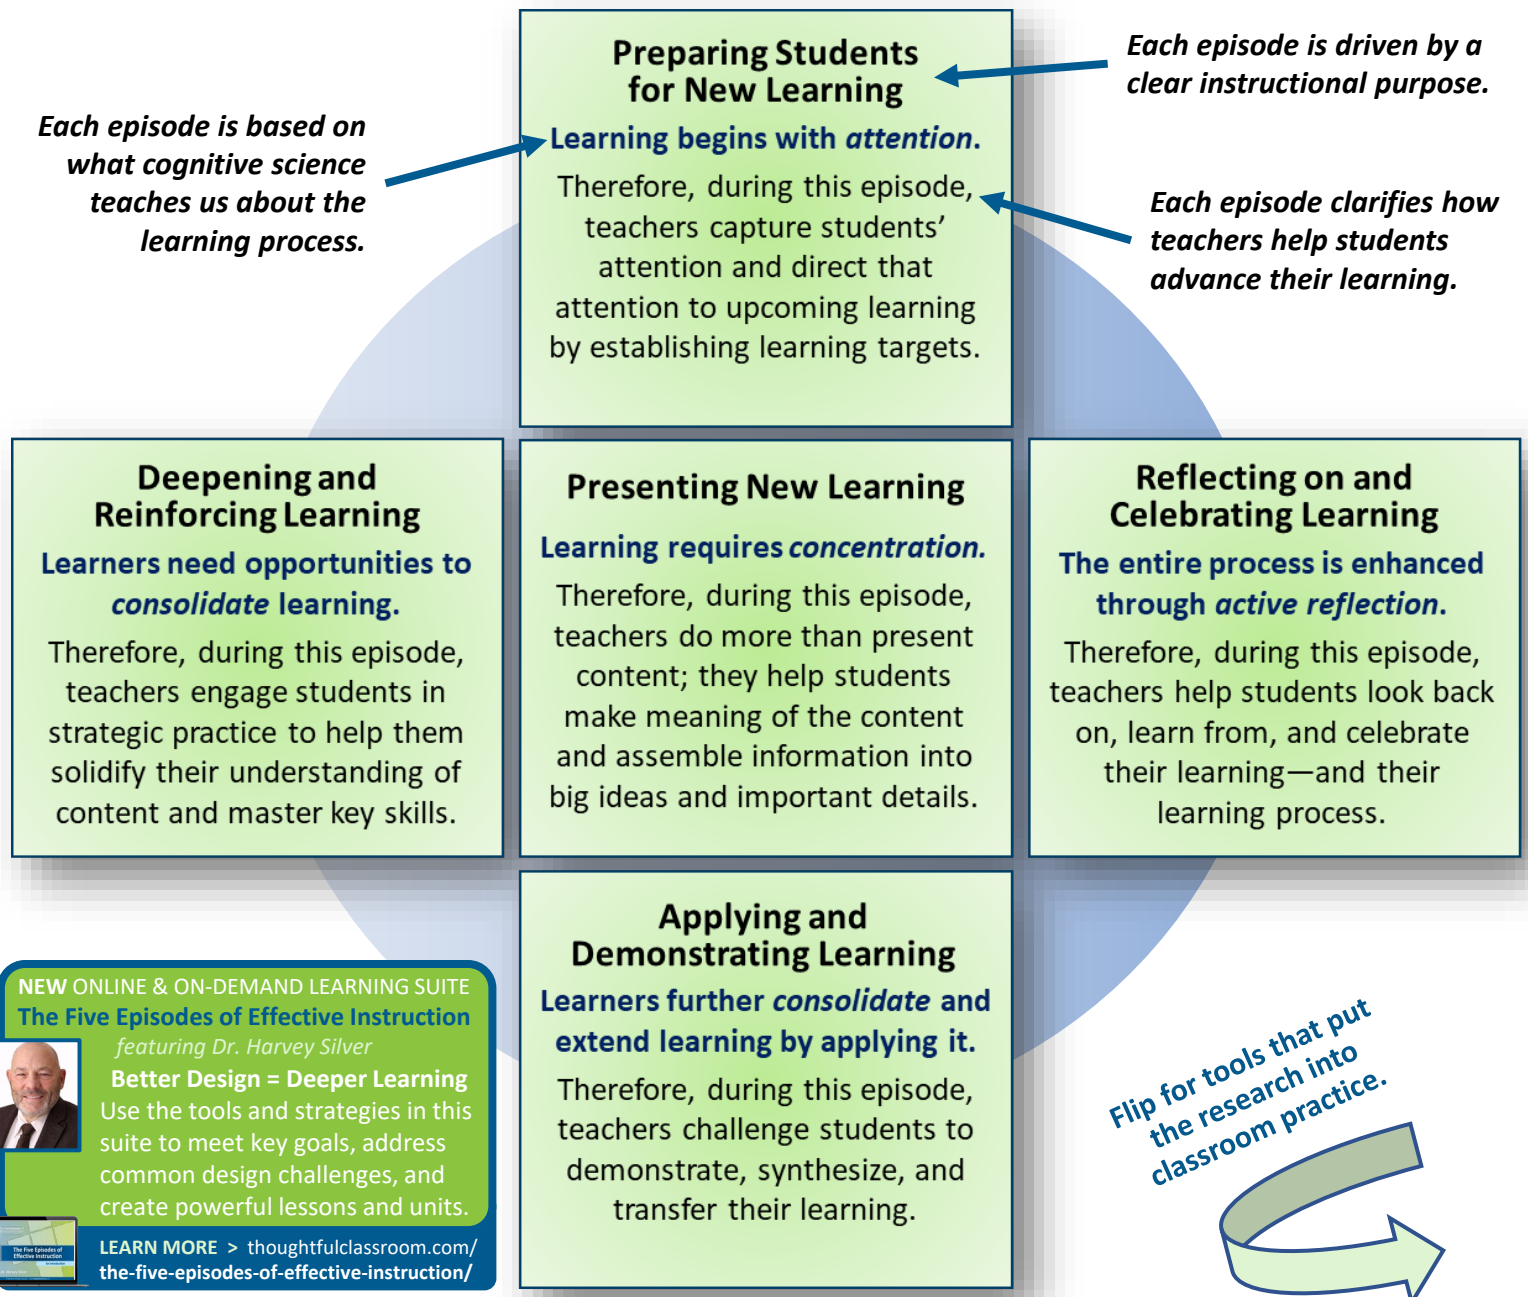 Preparing Students
for New Learning
Learning begins with attention.
Therefore, during this episode,
teachers capture students’
attention and direct that
attention to upcoming learning
by establishing learning targets.
Each episode is based on
what cognitive science
teaches us about the
learning process.
Each episode is driven by a
clear instructional purpose.
Each episode clarifies how
teachers help students
advance their learning.
Deepening and
Reinforcing Learning
Learners need opportunities to
consolidate learning.
Therefore, during this episode,
teachers engage students in
strategic practice to help them
solidify their understanding of
content and master key skills.
Presenting New Learning
Learning requires concentration.
Therefore, during this episode,
teachers do more than present
content; they help students
make meaning of the content
and assemble information into
big ideas and important details.
Reflecting on and
Celebrating Learning
The entire process is enhanced
through active reflection.
Therefore, during this episode,
teachers help students look back
on, learn from, and celebrate
their learning—and their
learning process.
Applying and
Demonstrating Learning
Learners further consolidate and
extend learning by applying it.
Therefore, during this episode,
teachers challenge students to
demonstrate, synthesize, and
transfer their learning.
NEW ONLINE & ON-DEMAND LEARNING SUITE
The Five Episodes of Effective Instruction
featuring Dr. Harvey Silver
Better Design = Deeper Learning
Use the tools and strategies in this
suite to meet key goals, address
common design challenges, and
create powerful lessons and units.
The Five Episodes of
Effective Instruction
LEARN MORE > thoughtfulclassroom.com/
the-five-episodes-of-effective-instruction/
Flip for tools that put
the research into
classroom practice.